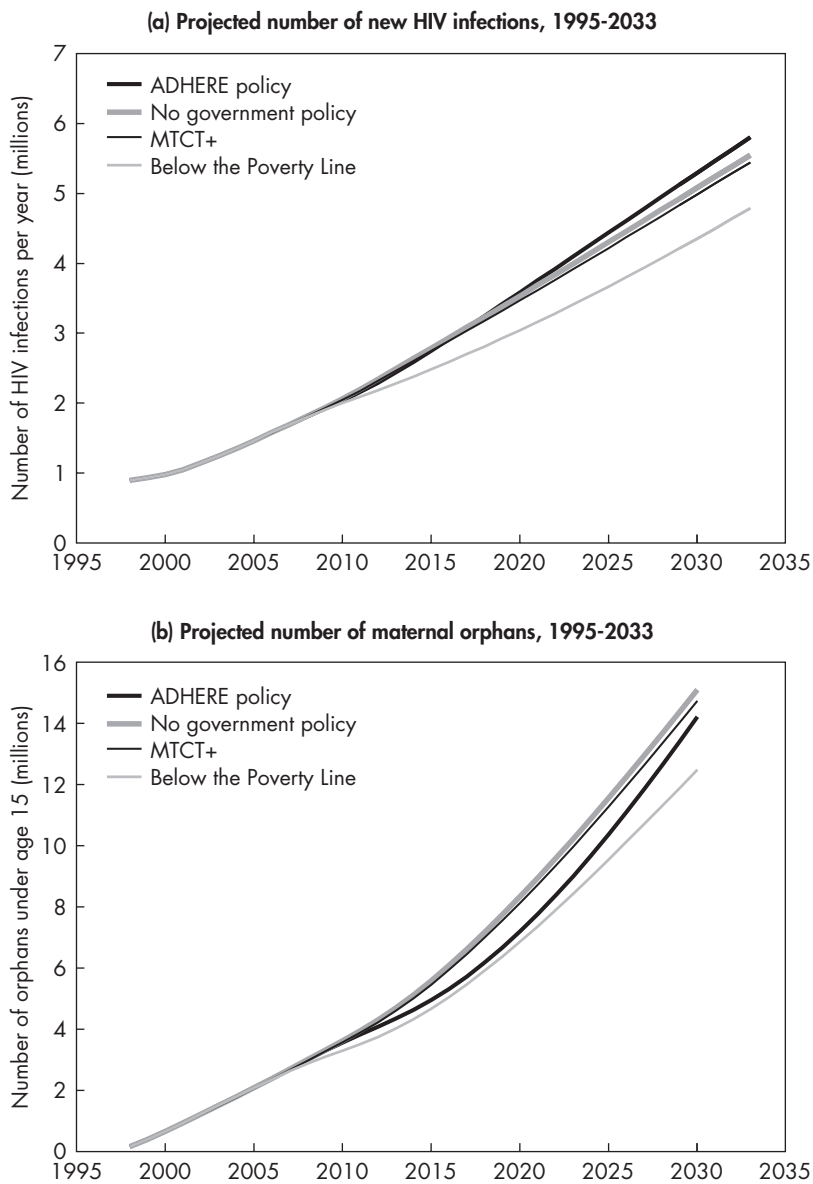 (a) Projected number of new HIV infections, 1995-2033
Number of HIV infections per year (millions)
7
6
5
4
3
2
1
0
ADHERE policy
No government policy
MTCT+
Below the Poverty Line
1995 2000 2005 2010 2015 2020 2025 2030 2035
(b) Projected number of maternal orphans, 1995-2033
Number of orphans under age 15 (millions)
16
14
12
10
8
6
4
2
0
ADHERE policy
No government policy
MTCT+
Below the Poverty Line
1995 2000 2005 2010 2015 2020 2025 2030 2035